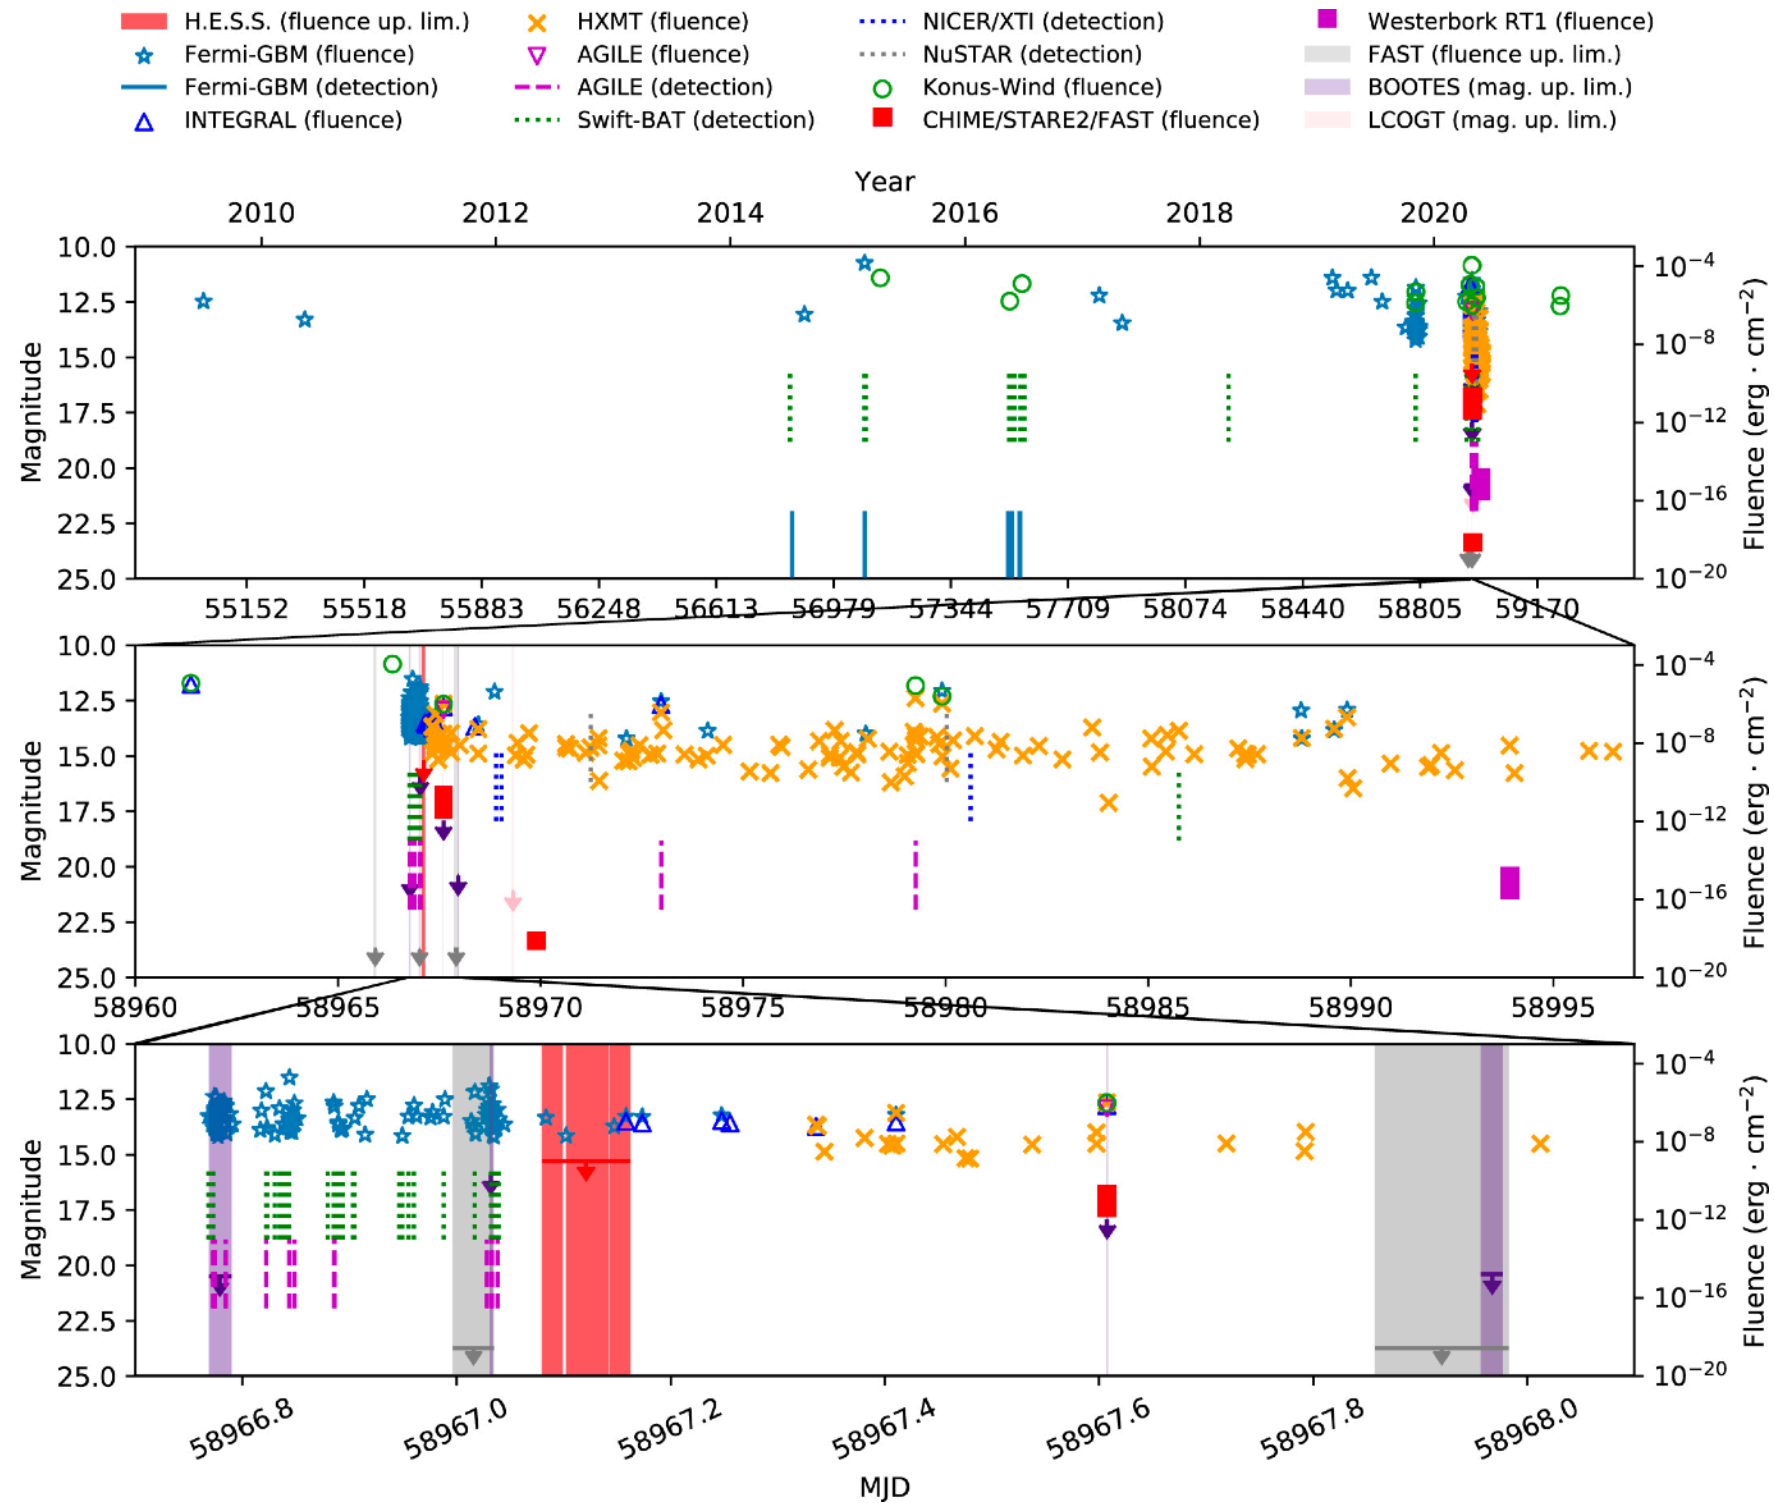 H.E.S.S. (fluence up. lim.) HXMT (fluence) NICER/XTI (detection) Westerbork RT1 (fluence)
Fermi-GBM (fluence) AGILE (fluence) NuSTAR (detection) FAST (fluence up. lim.)
Fermi-GBM (detection) AGILE (detection) Konus-Wind (fluence) BOOTES (mag. up. lim.)
INTEGRAL (fluence) Swift-BAT (detection) CHIME/STARE2/FAST (fluence) LCOGT (mag. up. lim.)
Year
2010 2012 2014 2016 2018 2020
Magnitude
10.0
12.5
15.0
17.5
20.0
22.5
25.0
10⁻⁴
10⁻⁸
10⁻¹²
10⁻¹⁶
10⁻²⁰
Fluence (erg · cm⁻²)
55152 55518 55883 56248 56613 56979 57344 57709 58074 58440 58805 59170
Magnitude
10.0
12.5
15.0
17.5
20.0
22.5
25.0
10⁻⁴
10⁻⁸
10⁻¹²
10⁻¹⁶
10⁻²⁰
Fluence (erg · cm⁻²)
58960 58965 58970 58975 58980 58985 58990 58995
Magnitude
10.0
12.5
15.0
17.5
20.0
22.5
25.0
10⁻⁴
10⁻⁸
10⁻¹²
10⁻¹⁶
10⁻²⁰
Fluence (erg · cm⁻²)
58966.8 58967.0 58967.2 58967.4 58967.6 58967.8 58968.0
MJD